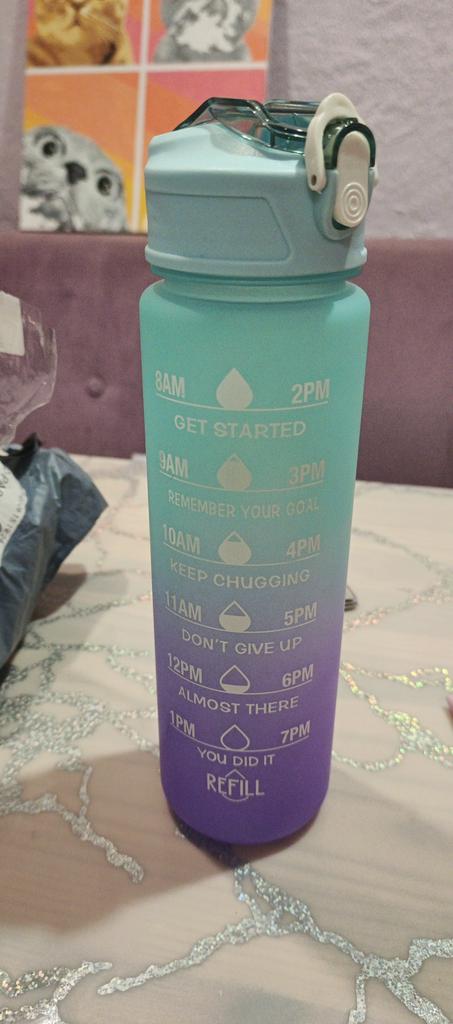 8AM 2PM
GET STARTED
9AM 3PM
REMEMBER YOUR GOAL
10AM 4PM
KEEP CHUGGING
11AM 5PM
DON'T GIVE UP
12PM 6PM
ALMOST THERE
1PM 7PM
YOU DID IT
REFILL